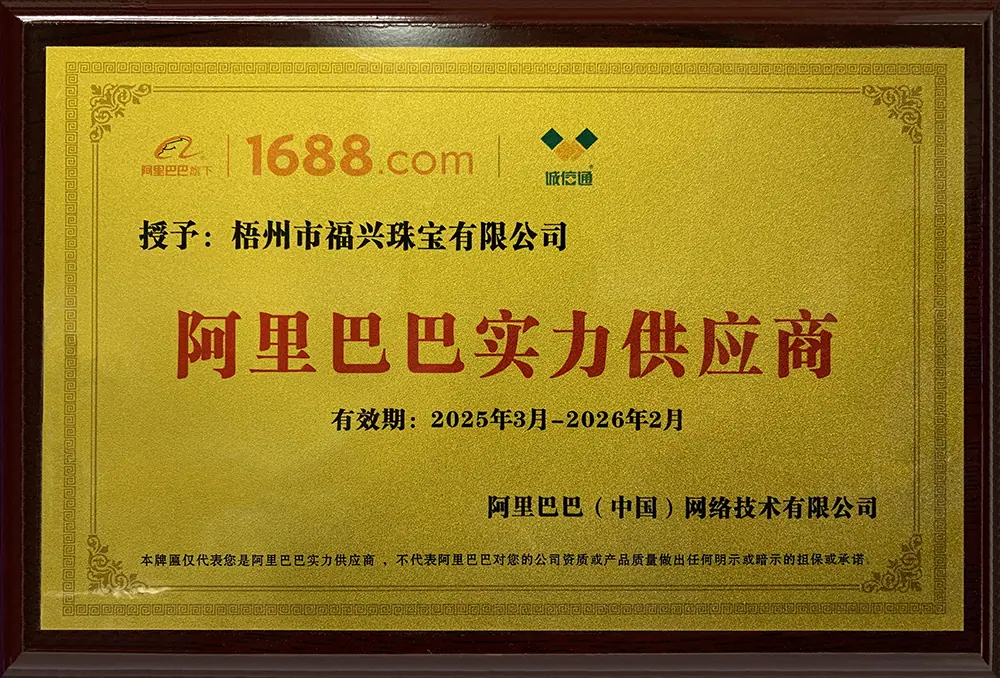 阿里巴巴旗下 1688.com 诚信通
授予：梧州市福兴珠宝有限公司
阿里巴巴实力供应商
有效期：2025年3月-2026年2月
阿里巴巴（中国）网络技术有限公司
本牌匾仅代表您是阿里巴巴实力供应商，不代表阿里巴巴对您的公司资质或产品质量做出任何明示或暗示的担保或承诺。